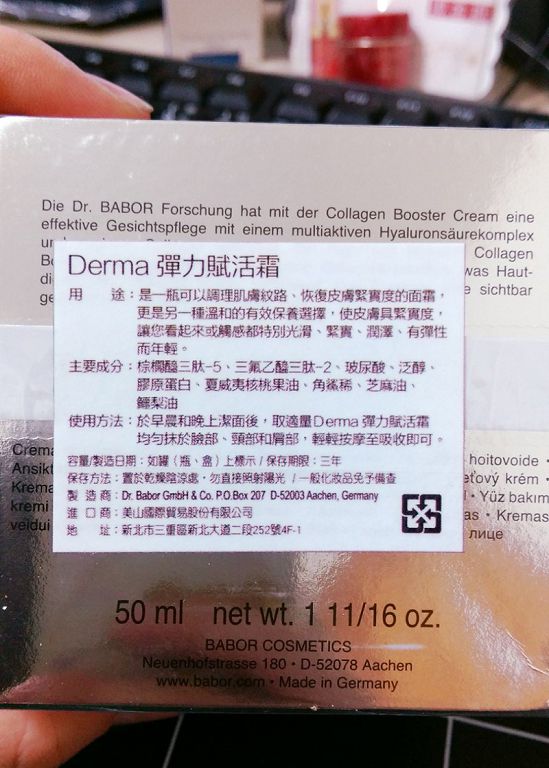 Die Dr. BABOR Forschung hat mit der Collagen Booster Cream eine
effektive Gesichtspflege mit einem multiaktiven Hyaluronsäurekomplex
Collagen
was Haut-
sichtbar
Derma 彈力賦活霜
用 途：是一瓶可以調理肌膚紋路、恢復皮膚緊實度的面霜，
更是另一種溫和的有效保養選擇，使皮膚具緊實度，
讓您看起來或觸感都特別光滑、緊實、潤澤、有彈性
而年輕。
主要成分：棕櫚醯三肽-5、三氟乙醯三肽-2、玻尿酸、泛醇、
膠原蛋白、夏威夷核桃果油、角鯊烯、芝麻油、
鱷梨油
使用方法：於早晨和晚上潔面後，取適量Derma 彈力賦活霜
均勻抹於臉部、頸部和肩部，輕輕按摩至吸收即可。
容量/製造日期：如罐（瓶、盒）上標示 / 保存期限：三年
保存方法：置於乾燥陰涼處，勿直接照射陽光 / 一般化妝品免予備查
製 造 商：Dr. Babor GmbH & Co. P.O.Box 207 D-52003 Aachen, Germany
進 口 商：美山國際貿易股份有限公司
地 址：新北市三重區新北大道二段252號4F-1
Crema
hoitovoide •
Ansikt
ťový krém •
Krema
• Yüz bakım
kremi
as • Kremas
veidui
лице
50 ml net wt. 1 11/16 oz.
BABOR COSMETICS
Neuenhofstrasse 180 • D-52078 Aachen
www.babor.com • Made in Germany